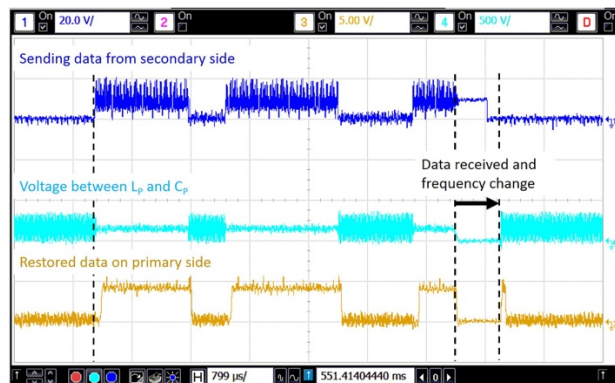 On On On On On
1 20.0 V/ 2 3 5.00 V/ 4 500 V/ D
Sending data from secondary side
Data received and
frequency change
Voltage between LP and CP
Restored data on primary side
H 799 µs/ 551.41404440 ms 0